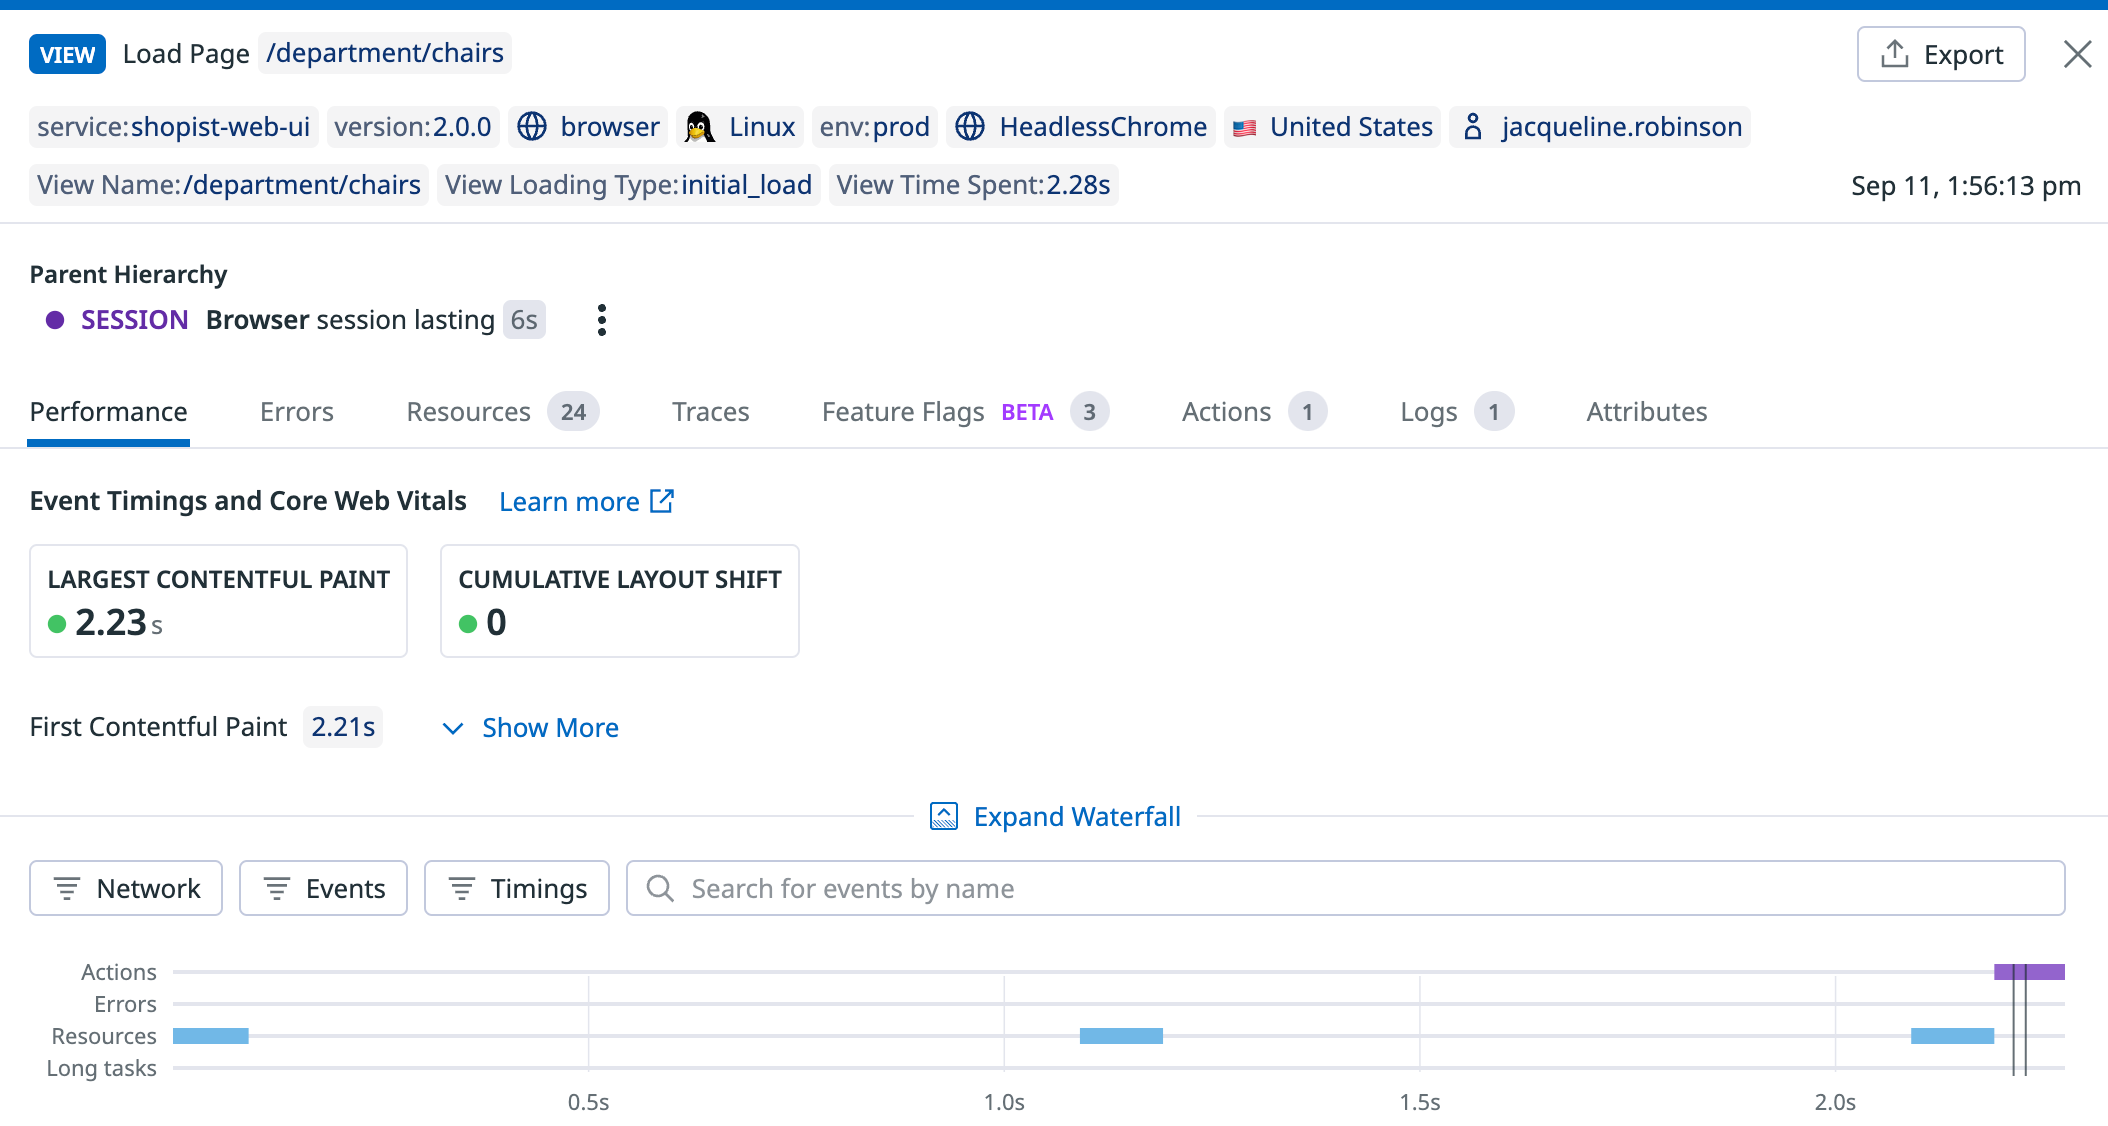 VIEW Load Page /department/chairs Export
service:shopist-web-ui version:2.0.0 browser Linux env:prod HeadlessChrome United States jacqueline.robinson
View Name:/department/chairs View Loading Type:initial_load View Time Spent:2.28s Sep 11, 1:56:13 pm
Parent Hierarchy
SESSION Browser session lasting 6s
Performance Errors Resources 24 Traces Feature Flags BETA 3 Actions 1 Logs 1 Attributes
Event Timings and Core Web Vitals Learn more
LARGEST CONTENTFUL PAINT CUMULATIVE LAYOUT SHIFT
2.23 s 0
First Contentful Paint 2.21s Show More
Expand Waterfall
Network Events Timings Search for events by name
Actions
Errors
Resources
Long tasks
0.5s 1.0s 1.5s 2.0s